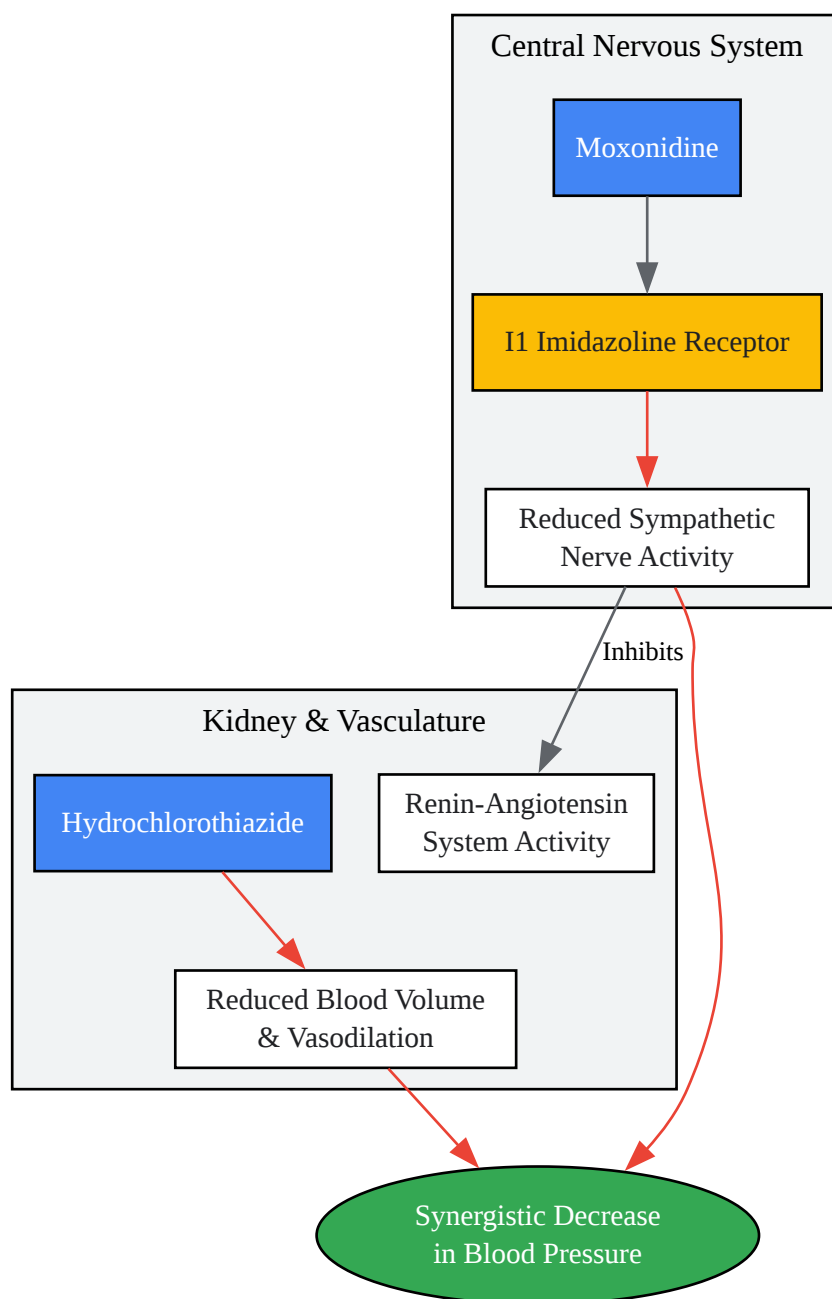 Central Nervous System
Moxonidine
I1 Imidazoline Receptor
Reduced Sympathetic
Nerve Activity
Inhibits
Kidney & Vasculature
Hydrochlorothiazide
Renin-Angiotensin
System Activity
Reduced Blood Volume
& Vasodilation
Synergistic Decrease
in Blood Pressure